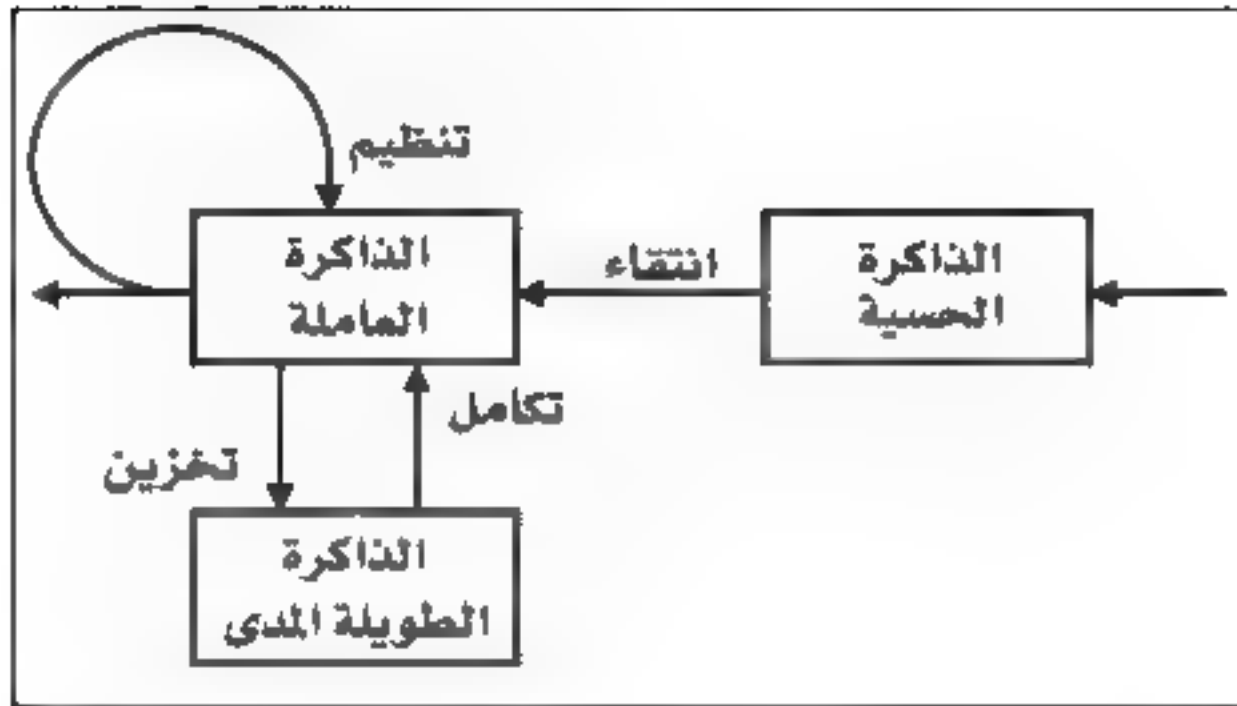 تنظيم
الذاكرة
الحسية
انتقاء
الذاكرة
العاملة
تكامل
تخزين
الذاكرة
الطويلة المدى